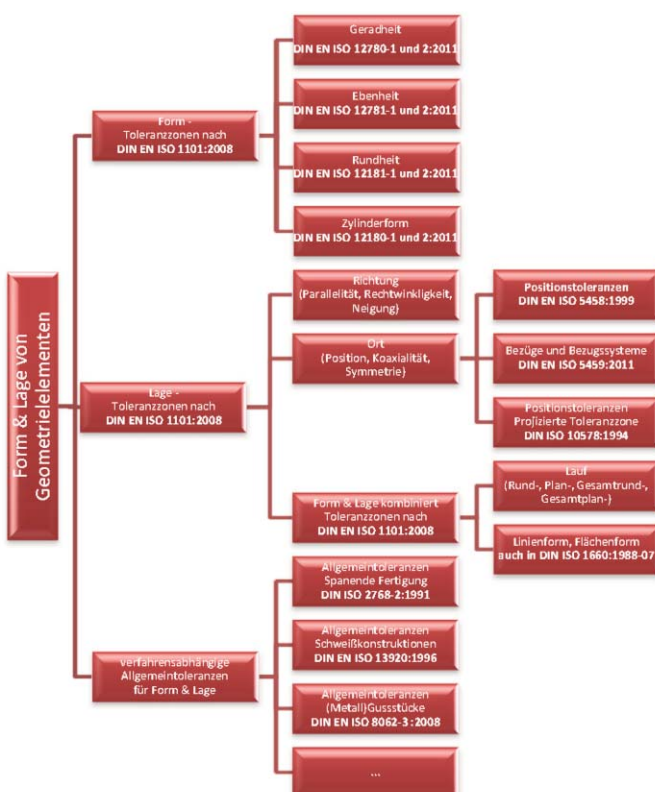 Form & Lage von
Geometrielelementen
Form -
Toleranzzonen nach
DIN EN ISO 1101:2008
Geradheit
DIN EN ISO 12780-1 und 2:2011
Ebenheit
DIN EN ISO 12781-1 und 2:2011
Rundheit
DIN EN ISO 12181-1 und 2:2011
Zylinderform
DIN EN ISO 12180-1 und 2:2011
Lage -
Toleranzzonen nach
DIN EN ISO 1101:2008
Richtung
(Parallelität, Rechtwinkligkeit,
Neigung)
Ort
(Position, Koaxialität,
Symmetrie)
Positionstoleranzen
DIN EN ISO 5458:1999
Bezüge und Bezugssysteme
DIN EN ISO 5459:2011
Positionstoleranzen
Projizierte Toleranzzone
DIN ISO 10578:1994
Form & Lage kombiniert
Toleranzzonen nach
DIN EN ISO 1101:2008
Lauf
(Rund-, Plan-, Gesamtrund-,
Gesamtplan-)
Linienform, Flächenform
auch in DIN ISO 1660:1988-07
Verfahrensabhängige
Allgemeintoleranzen
für Form & Lage
Allgemeintoleranzen
Spanende Fertigung
DIN ISO 2768-2:1991
Allgemeintoleranzen
Schweißkonstruktionen
DIN EN ISO 13920:1996
Allgemeintoleranzen
(Metall)Gussstücke
DIN EN ISO 8062-3 :2008
...